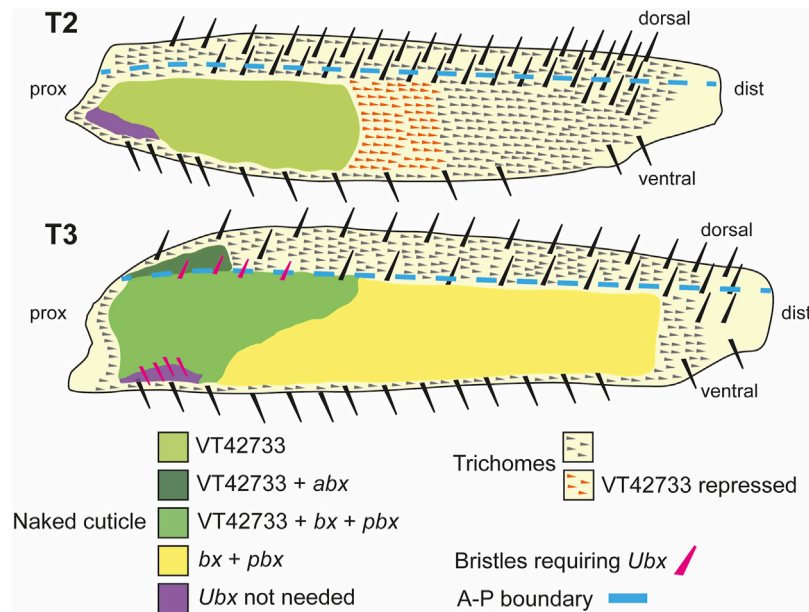 T2
dorsal
prox
dist
ventral
T3
dorsal
prox
dist
ventral
VT42733
VT42733 + abx
Naked cuticle
VT42733 + bx + pbx
bx + pbx
Ubx not needed
Trichomes
VT42733 repressed
Bristles requiring Ubx
A-P boundary